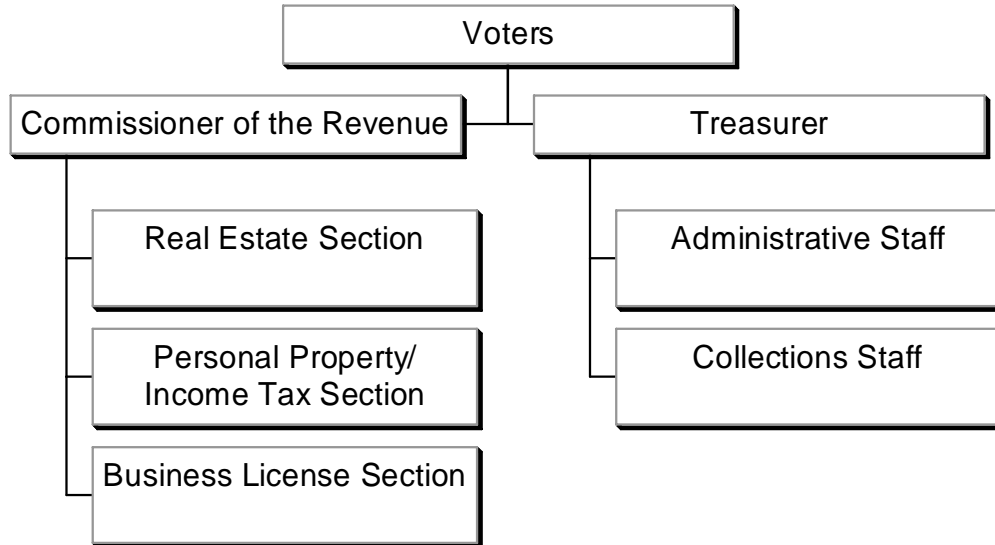 Voters
Commissioner of the Revenue
Treasurer
Real Estate Section
Administrative Staff
Personal Property/
Income Tax Section
Collections Staff
Business License Section